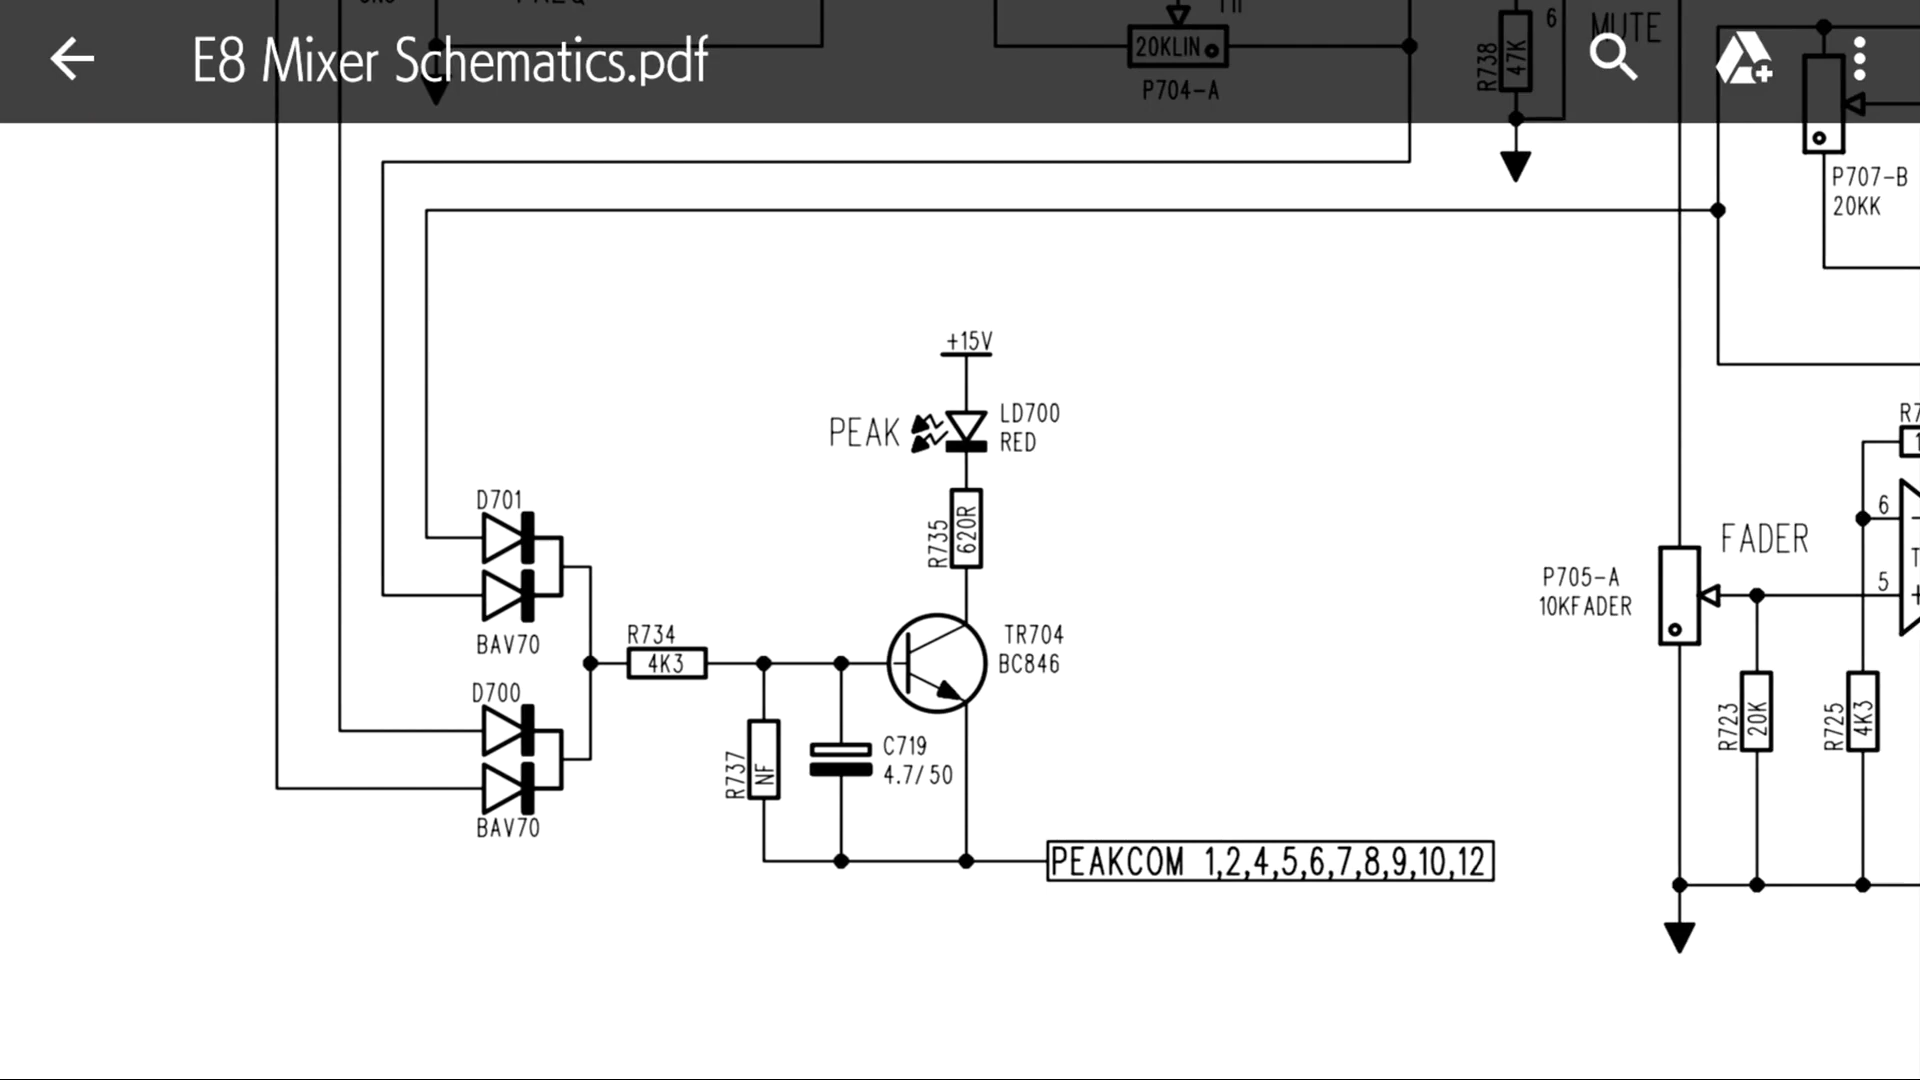 E8 Mixer Schematics.pdf
20KLIN
P704-A
R738
47K
6
MUTE
P707-B
20KK
+15V
PEAK
LD700
RED
R735
620R
D701
BAV70
R734
4K3
TR704
BC846
D700
BAV70
R737
NF
C719
4.7/50
PEAKCOM 1,2,4,5,6,7,8,9,10,12
FADER
P705-A
10KFADER
6
5
R723
20K
R725
4K3